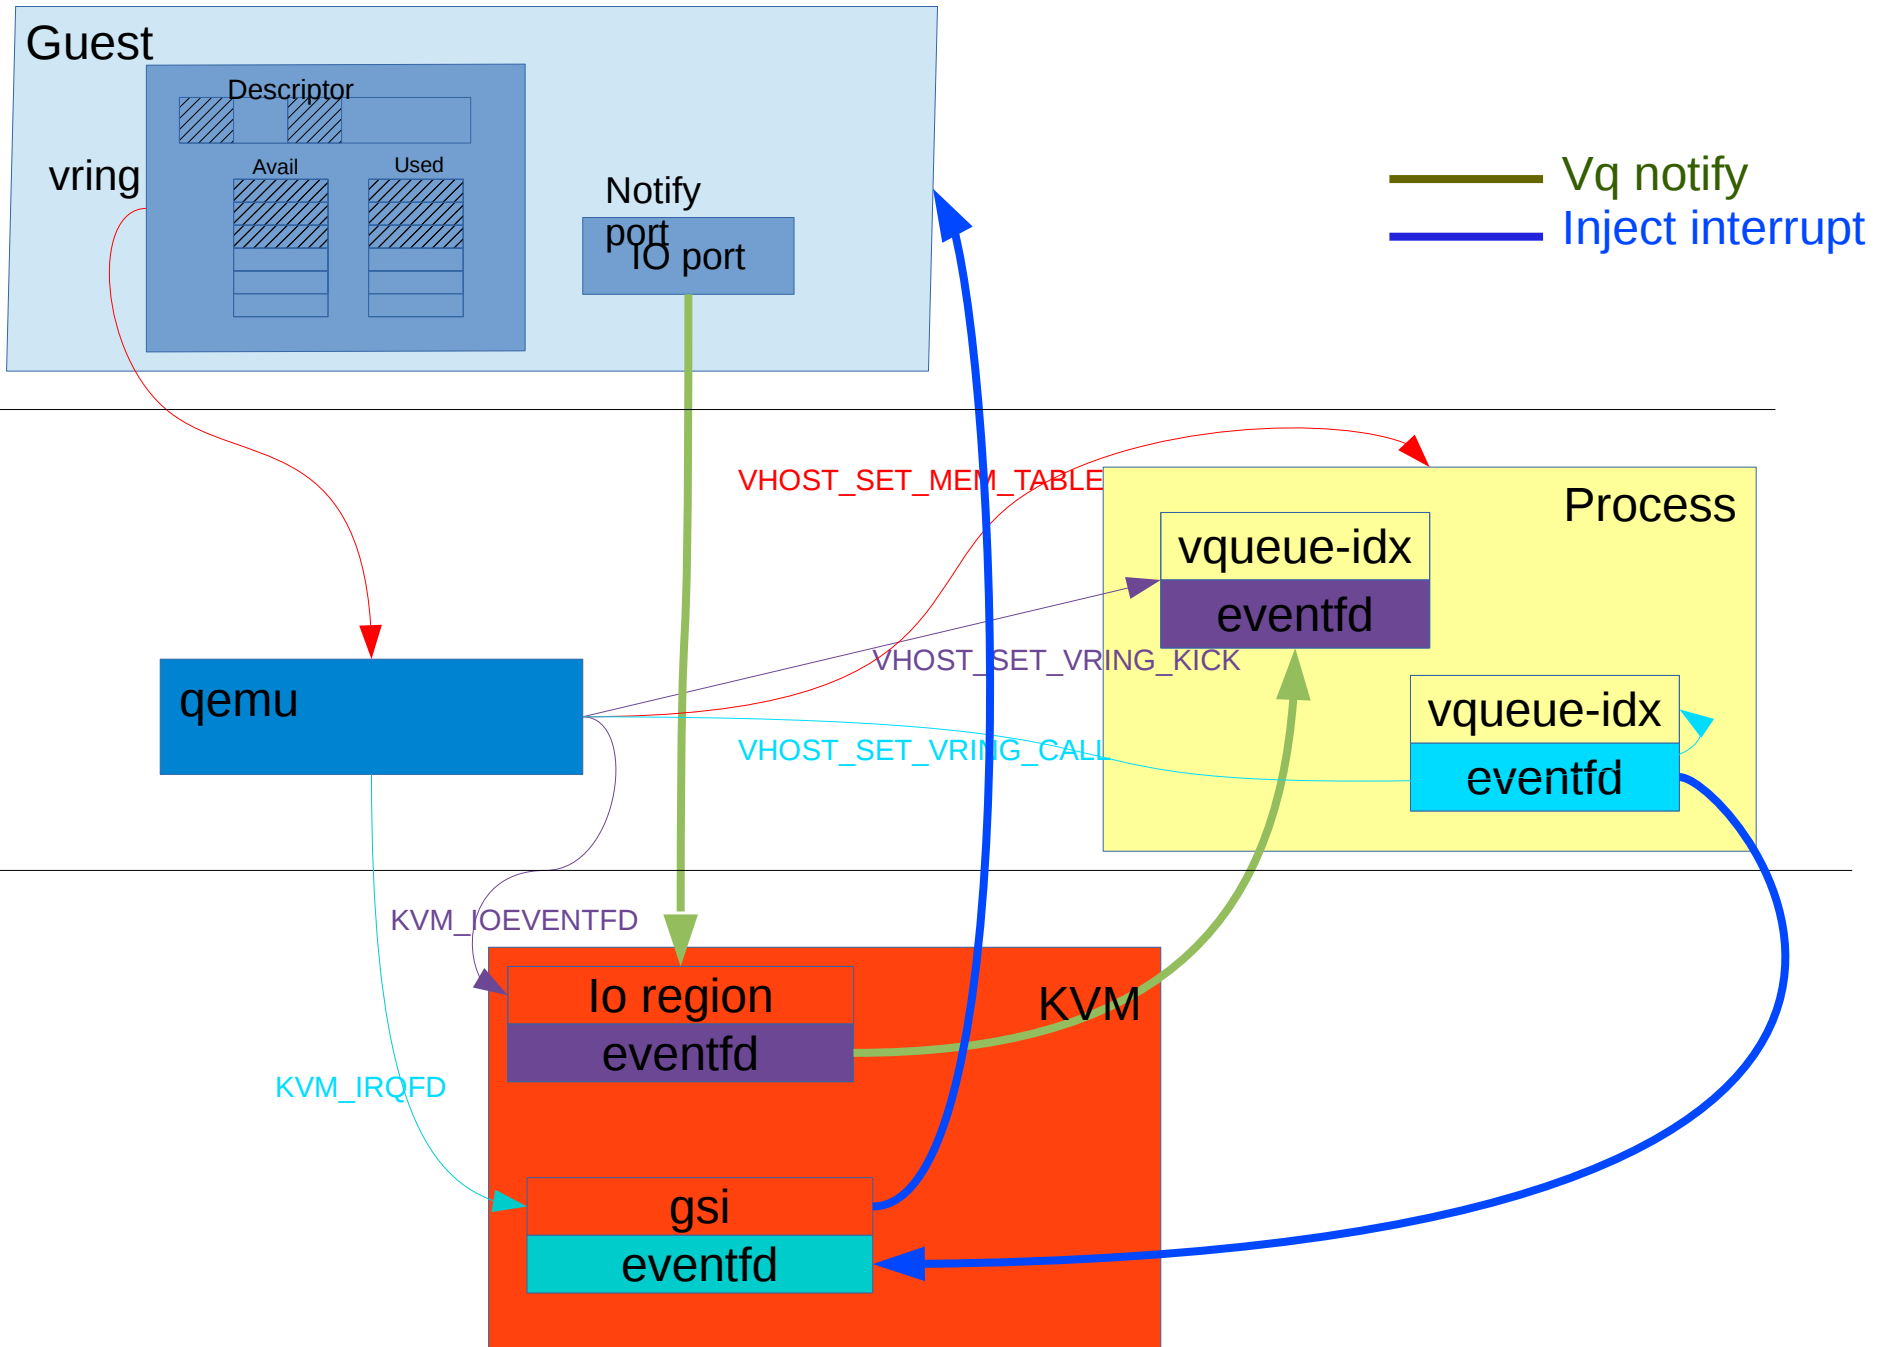 Guest
Descriptor
vring
Avail
Used
Notify
port
IO port
Vq notify
Inject interrupt
VHOST_SET_MEM_TABLE
Process
vqueue-idx
eventfd
VHOST_SET_VRING_KICK
qemu
vqueue-idx
VHOST_SET_VRING_CALL
eventfd
KVM_IOEVENTFD
Io region
KVM
eventfd
KVM_IRQFD
gsi
eventfd